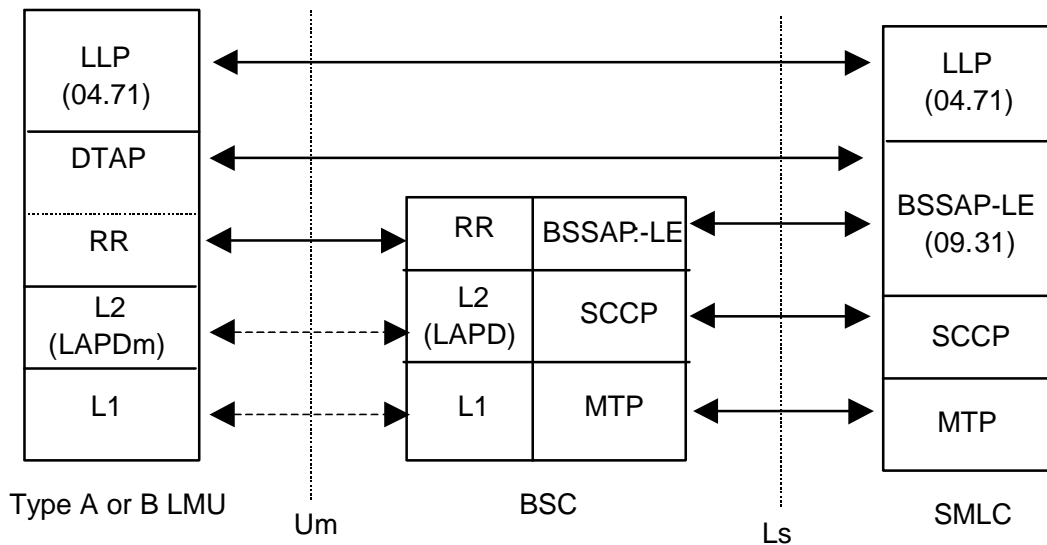 LLP
(04.71)
DTAP
RR
L2
(LAPDm)
L1
Type A or B LMU
Um
RR
BSSAP:-LE
L2
(LAPD)
SCCP
L1
MTP
BSC
Ls
LLP
(04.71)
BSSAP-LE
(09.31)
SCCP
MTP
SMLC